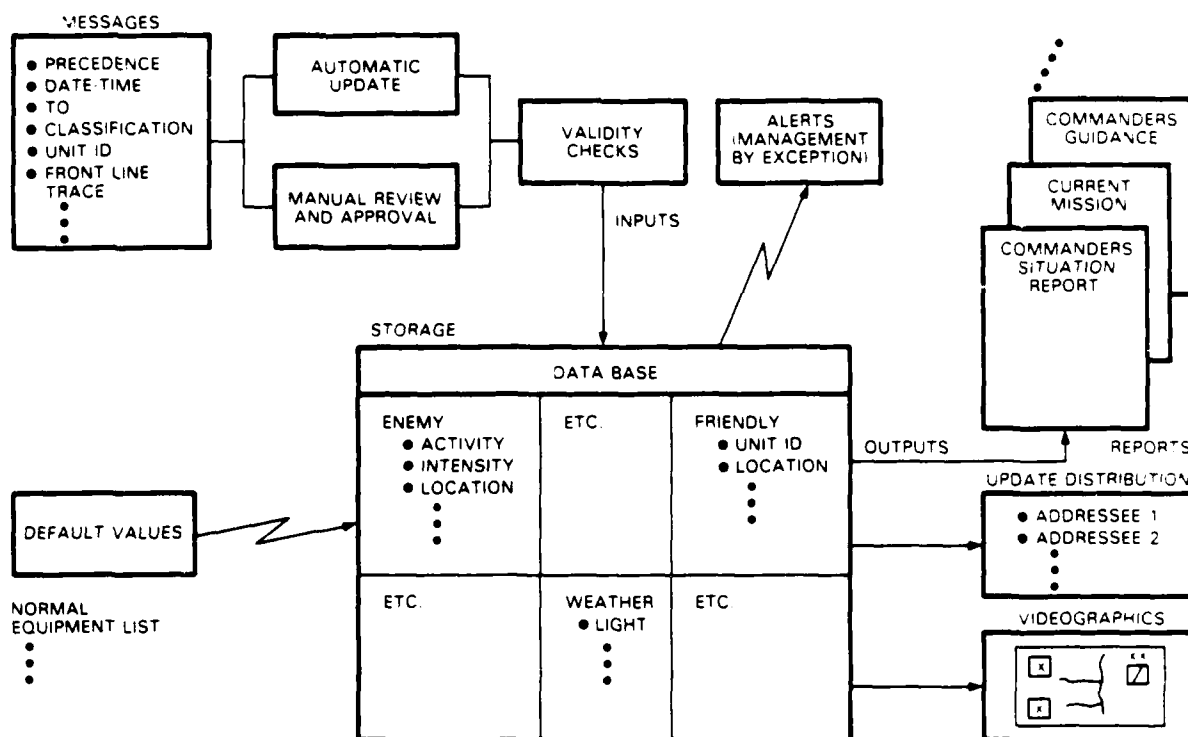 MESSAGES
● PRECEDENCE
● DATE-TIME
● TO
● CLASSIFICATION
● UNIT ID
● FRONT LINE
TRACE
AUTOMATIC
UPDATE
MANUAL REVIEW
AND APPROVAL
VALIDITY
CHECKS
INPUTS
ALERTS
(MANAGEMENT
BY EXCEPTION)
COMMANDERS
GUIDANCE
CURRENT
MISSION
COMMANDERS
SITUATION
REPORT
STORAGE
DATA BASE
ENEMY
● ACTIVITY
● INTENSITY
● LOCATION
ETC.
FRIENDLY
● UNIT ID
● LOCATION
ETC.
WEATHER
● LIGHT
ETC.
DEFAULT VALUES
NORMAL
EQUIPMENT LIST
OUTPUTS
REPORTS
UPDATE DISTRIBUTION
● ADDRESSEE 1
● ADDRESSEE 2
VIDEOGRAPHICS
x x
x
x